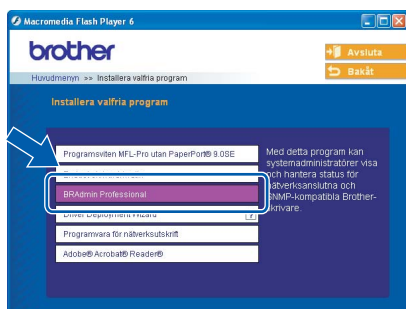 Macromedia Flash Player 6
brother
Avsluta
Bakåt
Huvudmenyn >> Installera valfria program
Installera valfria program
Programsviten MFL-Pro utan PaperPort® 9.0SE
BRAdmin Professional
Driver Deployment Wizard
Programvara för nätverksutskrift
Adobe® Acrobat® Reader®
Med detta program kan
systemadministratörer visa
och hantera status för
nätverksanslutna och
SNMP-kompatibla Brother-
skrivare.